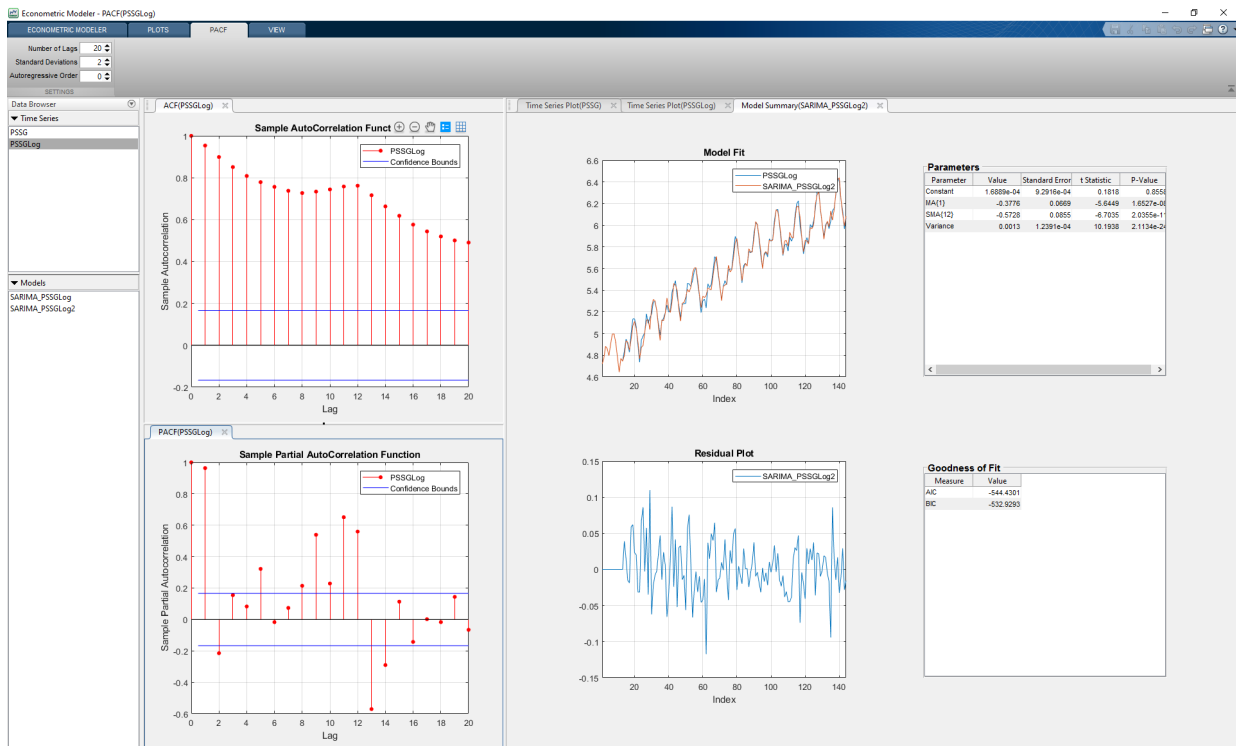 Econometric Modeler - PACF(PSSGLog)
ECONOMETRIC MODELER PLOTS PACF VIEW
Number of Lags 20
Standard Deviations 2
Autoregressive Order 0
SETTINGS
Data Browser
Time Series
PSSG
PSSGLog
Models
SARIMA_PSSGLog
SARIMA_PSSGLog2
ACF(PSSGLog)
Sample AutoCorrelation Funct
PSSGLog
Confidence Bounds
1
0.8
0.6
0.4
0.2
0
-0.2
Sample Autocorrelation
0 2 4 6 8 10 12 14 16 18 20
Lag
PACF(PSSGLog)
Sample Partial AutoCorrelation Function
PSSGLog
Confidence Bounds
1
0.8
0.6
0.4
0.2
0
-0.2
-0.4
-0.6
Sample Partial Autocorrelation
0 2 4 6 8 10 12 14 16 18 20
Lag
Time Series Plot(PSSG) Time Series Plot(PSSGLog) Model Summary(SARIMA_PSSGLog2)
Model Fit
PSSGLog
SARIMA_PSSGLog2
6.6
6.4
6.2
6
5.8
5.6
5.4
5.2
5
4.8
4.6
20 40 60 80 100 120 140
Index
Parameters
Parameter Value Standard Error t Statistic P-Value
Constant 1.6889e-04 9.2916e-04 0.1818 0.8558
MA{1} -0.3776 0.0669 -5.6449 1.6527e-08
SMA{12} -0.5728 0.0855 -6.7035 2.0355e-11
Variance 0.0013 1.2391e-04 10.1938 2.1134e-24
Residual Plot
SARIMA_PSSGLog2
0.15
0.1
0.05
0
-0.05
-0.1
-0.15
20 40 60 80 100 120 140
Index
Goodness of Fit
Measure Value
AIC -544.4301
BIC -532.9293